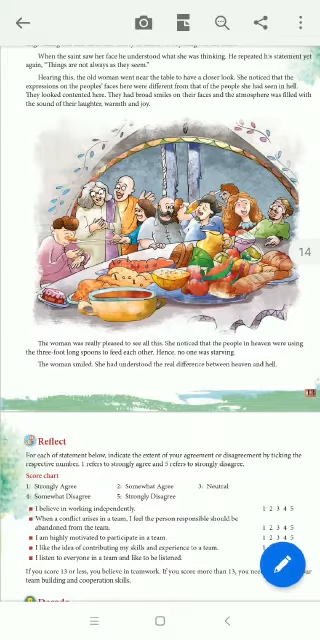 When the saint saw her face he understood what she was thinking. He repeated his statement yet
again, "Things are not always as they seem."
Hearing this, the old woman went near the table to have a closer look. She noticed that the
expressions on the peoples' faces here were different from that of the people she had seen in hell.
They looked contented here. They had broad smiles on their faces and the atmosphere was filled with
the sound of their laughter, warmth and joy.
14
The woman was really pleased to see all this. She noticed that the people in heaven were using
the three-foot long spoons to feed each other. Hence, no one was starving.
The woman smiled. She had understood the real difference between heaven and hell.
Reflect
For each of statement below, indicate the extent of your agreement or disagreement by ticking the
respective number. 1 refers to strongly agree and 5 refers to strongly disagree.
Score chart
1: Strongly Agree 2: Somewhat Agree 3: Neutral
4: Somewhat Disagree 5: Strongly Disagree
I believe in working independently. 1 2 3 4 5
When a conflict arises in a team, I feel the person responsible should be
abandoned from the team. 1 2 3 4 5
I am highly motivated to participate in a team. 1 2 3 4 5
I like the idea of contributing my skills and experience to a team. 1
I listen to everyone in a team and like to be listened.
If you score 13 or less, you believe in teamwork. If you score more than 13, you
team building and cooperation skills.